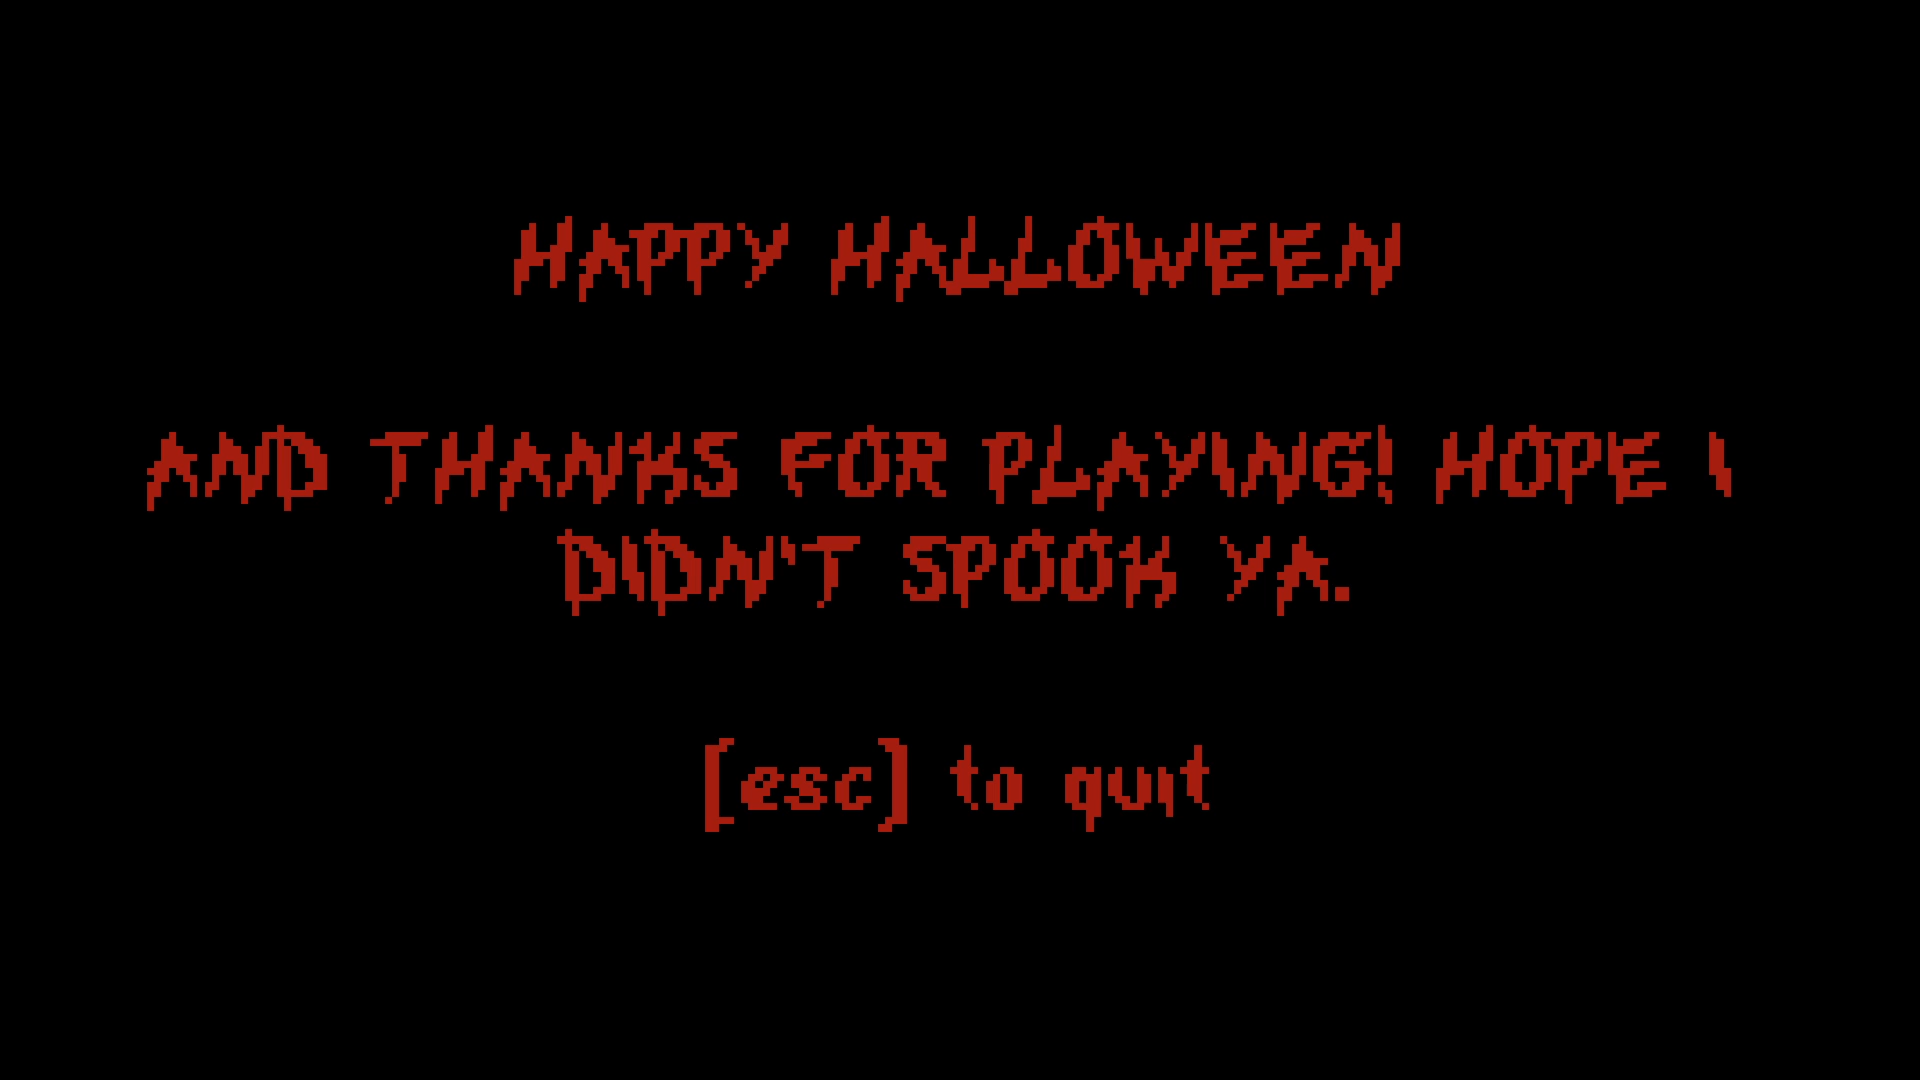 HAPPY HALLOWEEN
AND THANKS FOR PLAYING! HOPE I
DIDN'T SPOOK YA.
[esc] to quit